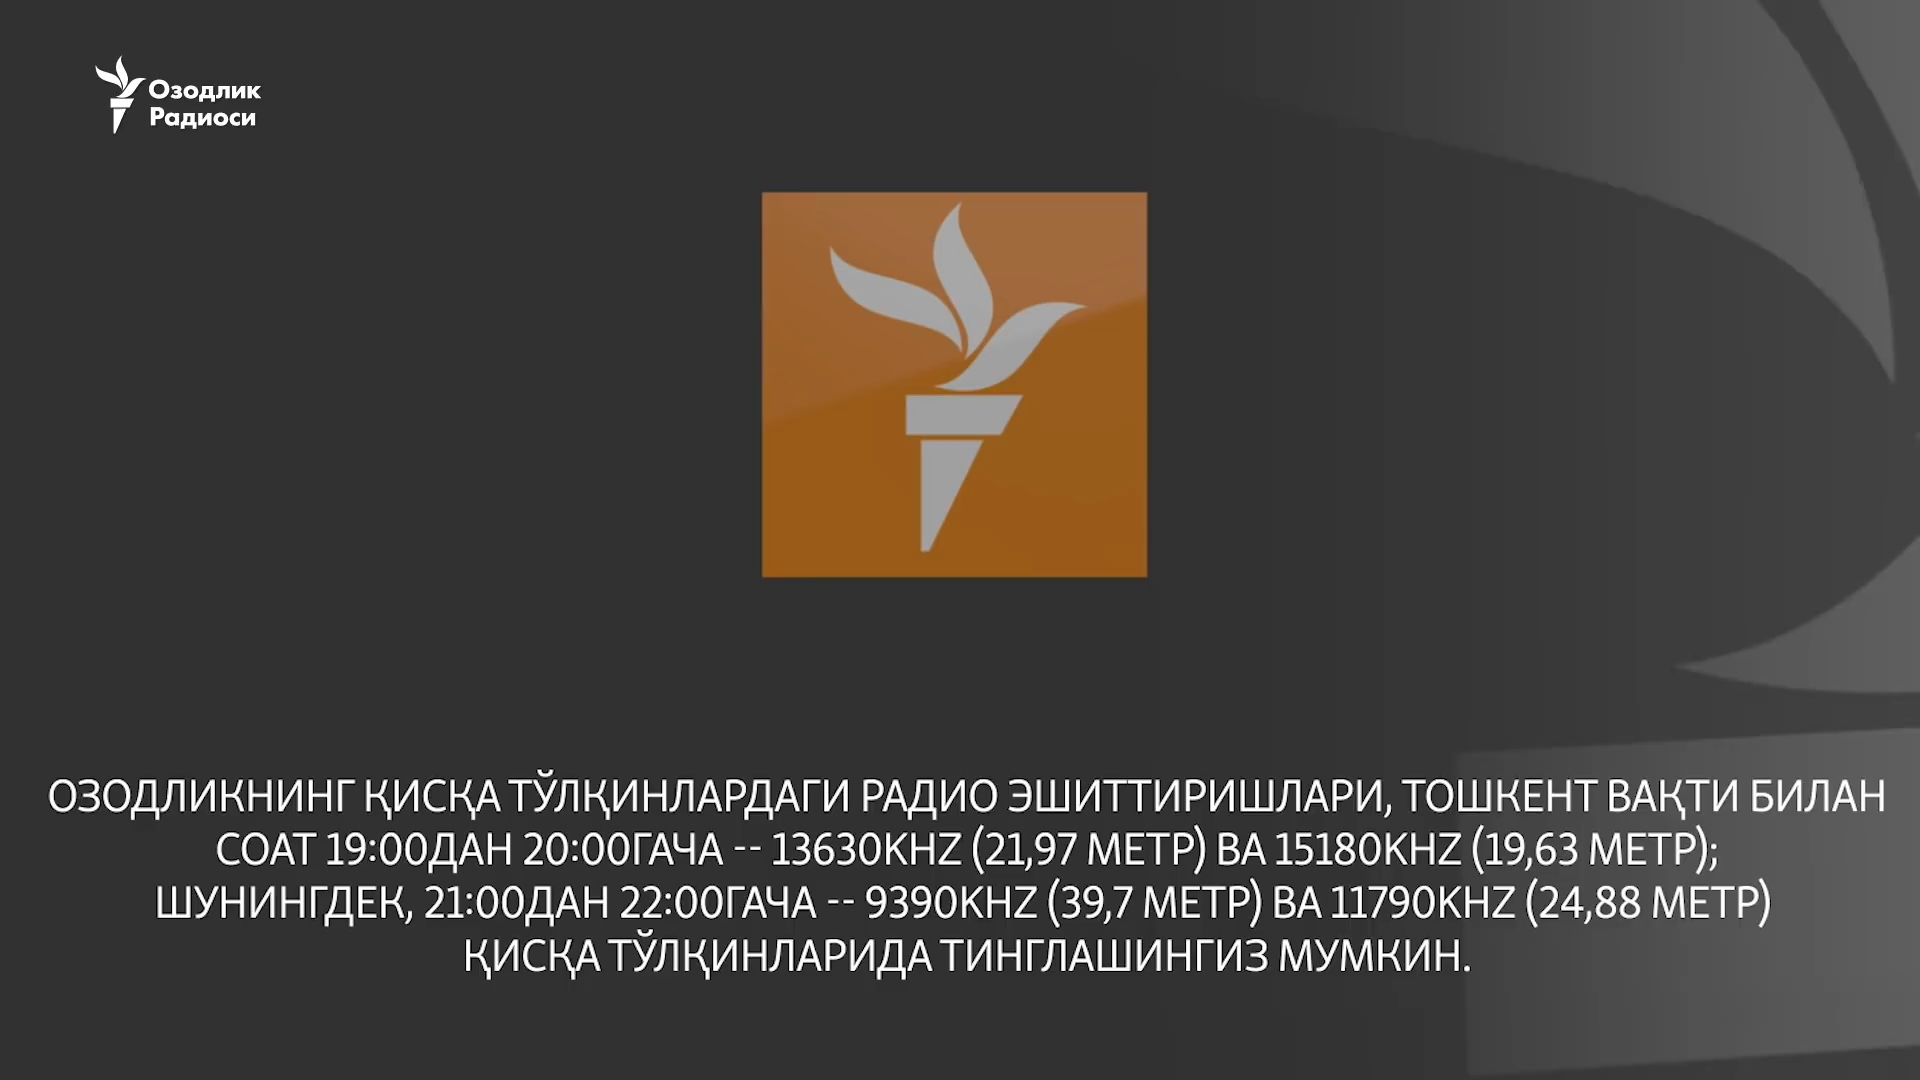 Озодлик
Радиоси
ОЗОДЛИКНИНГ ҚИСҚА ТЎЛҚИНЛАРДАГИ РАДИО ЭШИТТИРИШЛАРИ, ТОШКЕНТ ВАҚТИ БИЛАН
СОАТ 19:00ДАН 20:00ГАЧА -- 13630KHZ (21,97 МЕТР) ВА 15180KHZ (19,63 МЕТР);
ШУНИНГДЕК, 21:00ДАН 22:00ГАЧА -- 9390KHZ (39,7 МЕТР) ВА 11790KHZ (24,88 МЕТР)
ҚИСҚА ТЎЛҚИНЛАРИДА ТИНГЛАШИНГИЗ МУМКИН.